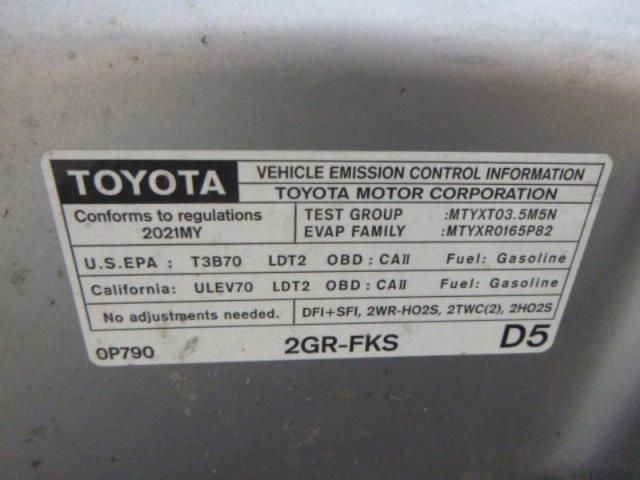 TOYOTA
VEHICLE EMISSION CONTROL INFORMATION
TOYOTA MOTOR CORPORATION
Conforms to regulations
2021MY
TEST GROUP :MTYXT03.5M5N
EVAP FAMILY :MTYXR0165P82
U.S.EPA : T3B70 LDT2 OBD : CAII Fuel: Gasoline
California: ULEV70 LDT2 OBD : CAII Fuel: Gasoline
No adjustments needed.
DFI+SFI, 2WR-HO2S, 2TWC(2), 2HO2S
0P790 2GR-FKS D5